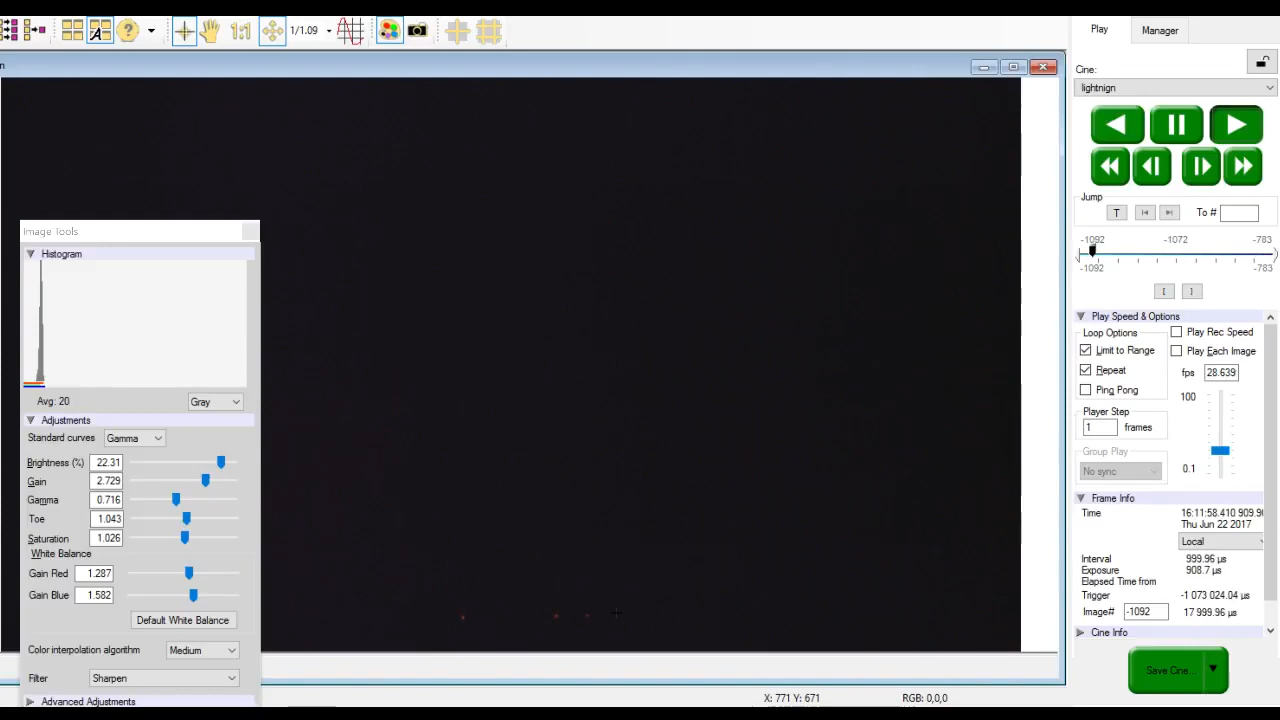 1:1
1/1.09
A
?
n
Image Tools
Histogram
Avg: 20
Gray
Adjustments
Standard curves
Gamma
Brightness (%)
22.31
Gain
2.729
Gamma
0.716
Toe
1.043
Saturation
1.026
White Balance
Gain Red
1.287
Gain Blue
1.582
Default White Balance
Color interpolation algorithm
Medium
Filter
Sharpen
Advanced Adjustments
X: 771 Y: 671
RGB: 0,0,0
Play
Manager
Cine:
lightnign
Jump
T
To #
-1092
-1072
-783
-1092
-783
[
]
Play Speed & Options
Loop Options
Play Rec Speed
Limit to Range
Play Each Image
Repeat
fps
28.639
Ping Pong
100
Player Step
1
frames
Group Play
No sync
0.1
Frame Info
Time
16:11:58.410 909.90
Thu Jun 22 2017
Local
Interval
999.96 µs
Exposure
908.7 µs
Elapsed Time from
Trigger
-1 073 024.04 µs
Image#
-1092
17 999.96 µs
Cine Info
Save Cine...